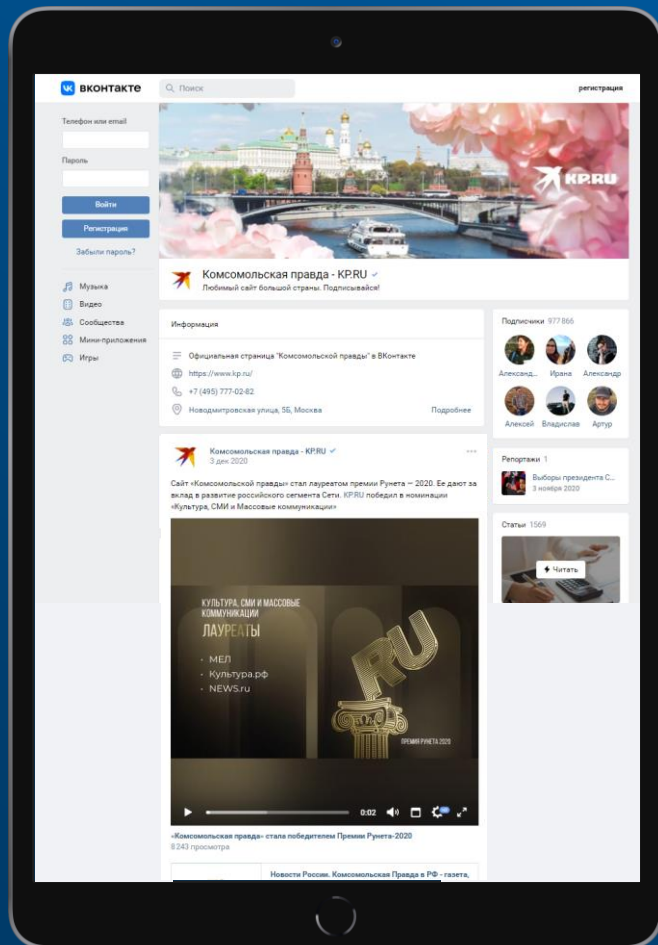 вконтакте
Поиск
регистрация
Телефон или email
Пароль
Войти
Регистрация
Забыли пароль?
Музыка
Видео
Сообщества
Мини-приложения
Игры
KP.RU
Комсомольская правда - KP.RU
Любимый сайт большой страны. Подписывайся!
Информация
Официальная страница "Комсомольской правды" в ВКонтакте
https://www.kp.ru/
+7 (495) 777-02-82
Новодмитровская улица, 5Б, Москва
Подробнее
Комсомольская правда - KP.RU
3 дек 2020
Сайт «Комсомольской правды» стал лауреатом премии Рунета — 2020. Ее дают за
вклад в развитие российского сегмента Сети. KP.RU победил в номинации
«Культура, СМИ и Массовые коммуникации»
КУЛЬТУРА, СМИ И МАССОВЫЕ
КОММУНИКАЦИИ
ЛАУРЕАТЫ
- МЕЛ
- Культура.рф
- NEWS.ru
RU
ПРЕМИЯ РУНЕТА 2020
0:02
HD
«Комсомольская правда» стала победителем Премии Рунета-2020
8 243 просмотра
Новости России. Комсомольская Правда в РФ - газета,
Подписчики 977 866
Александ... Ирана Александр
Алексей Владислав Артур
Репортажи 1
Выборы президента С...
3 ноября 2020
Статьи 1569
Читать